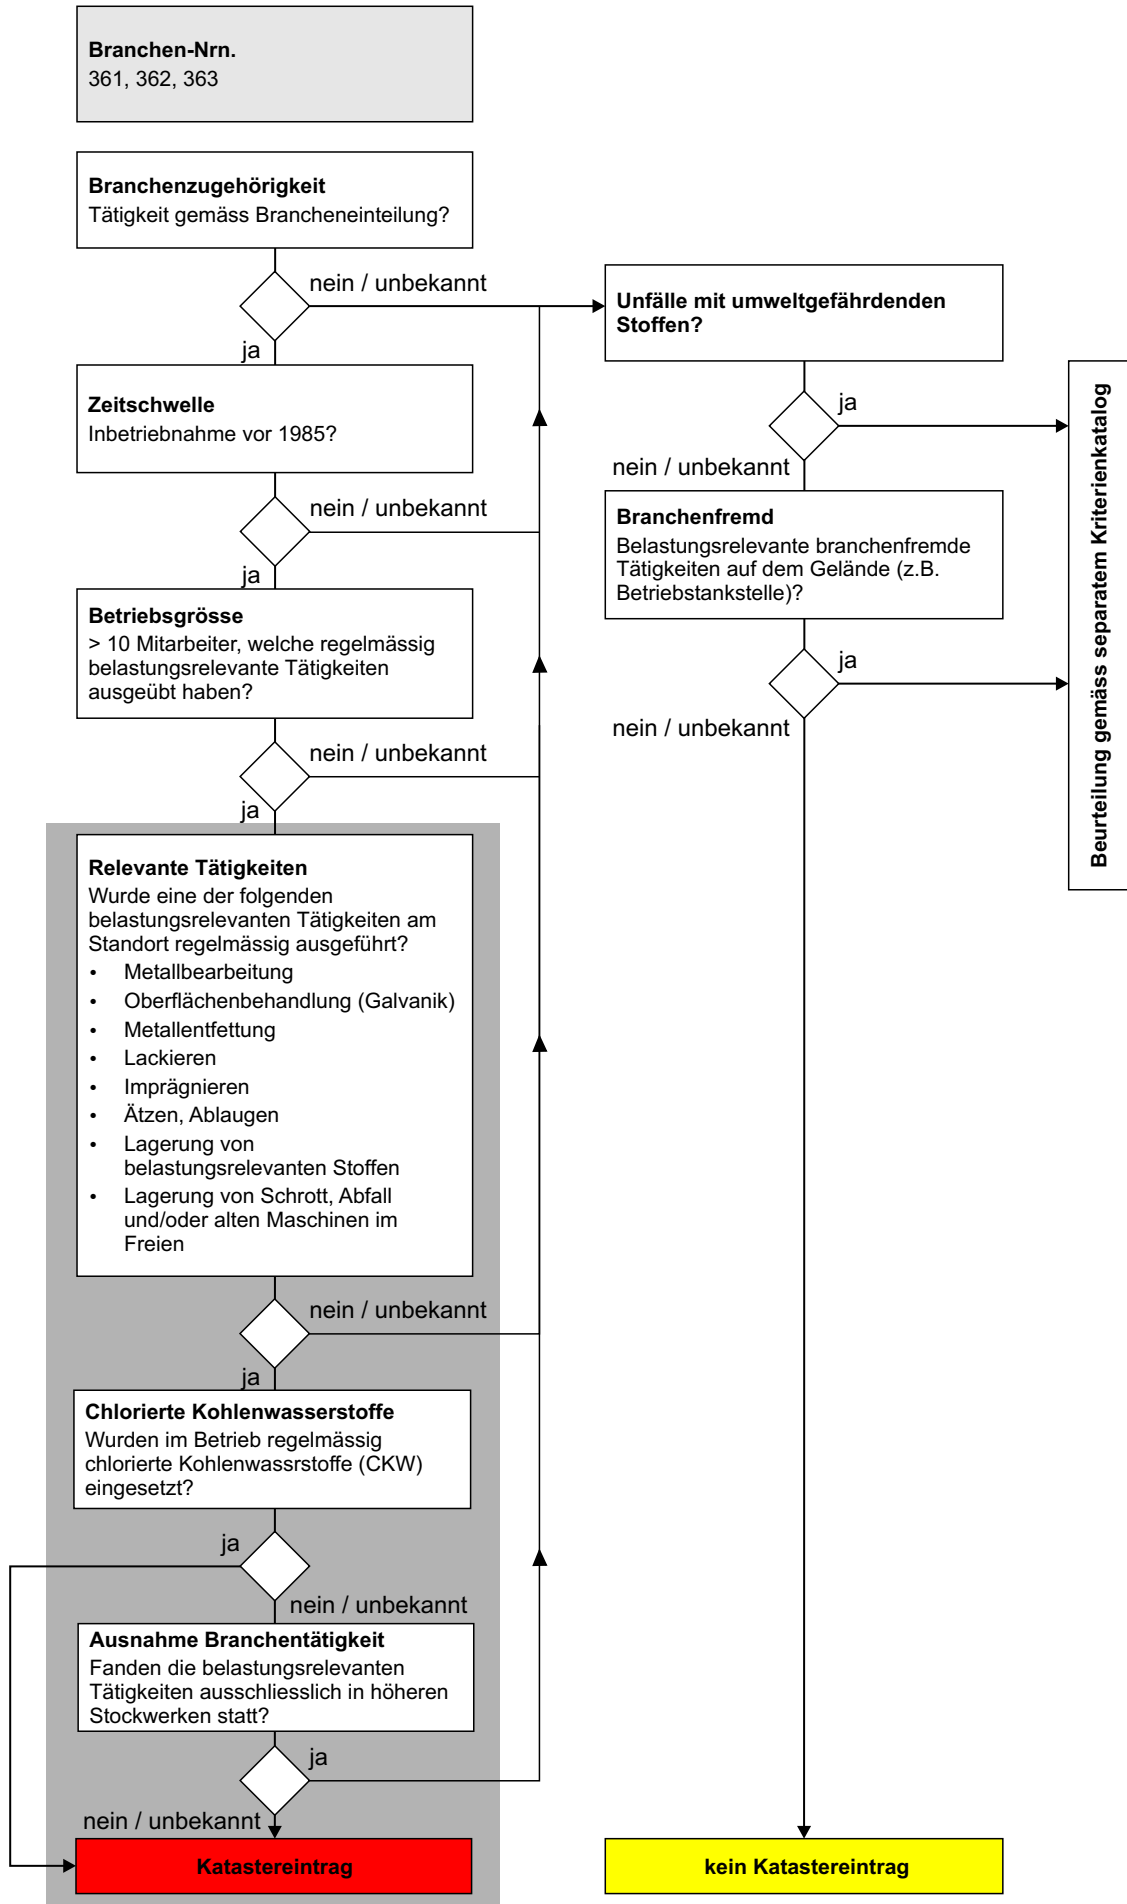 Branchen-Nrn.
361, 362, 363
Branchenzugehörigkeit
Tätigkeit gemäss Brancheneinteilung?
nein / unbekannt
ja
Zeitschwelle
Inbetriebnahme vor 1985?
nein / unbekannt
ja
Betriebsgrösse
> 10 Mitarbeiter, welche regelmässig
belastungsrelevante Tätigkeiten
ausgeübt haben?
nein / unbekannt
ja
Relevante Tätigkeiten
Wurde eine der folgenden
belastungsrelevanten Tätigkeiten am
Standort regelmässig ausgeführt?
• Metallbearbeitung
• Oberflächenbehandlung (Galvanik)
• Metallentfettung
• Lackieren
• Imprägnieren
• Ätzen, Ablaugen
• Lagerung von
belastungsrelevanten Stoffen
• Lagerung von Schrott, Abfall
und/oder alten Maschinen im
Freien
nein / unbekannt
ja
Chlorierte Kohlenwasserstoffe
Wurden im Betrieb regelmässig
chlorierte Kohlenwassrstoffe (CKW)
eingesetzt?
ja
nein / unbekannt
Ausnahme Branchentätigkeit
Fanden die belastungsrelevanten
Tätigkeiten ausschliesslich in höheren
Stockwerken statt?
ja
nein / unbekannt
Katastereintrag
Unfälle mit umweltgefährdenden
Stoffen?
ja
nein / unbekannt
Branchenfremd
Belastungsrelevante branchenfremde
Tätigkeiten auf dem Gelände (z.B.
Betriebstankstelle)?
ja
nein / unbekannt
kein Katastereintrag
Beurteilung gemäss separatem Kriterienkatalog